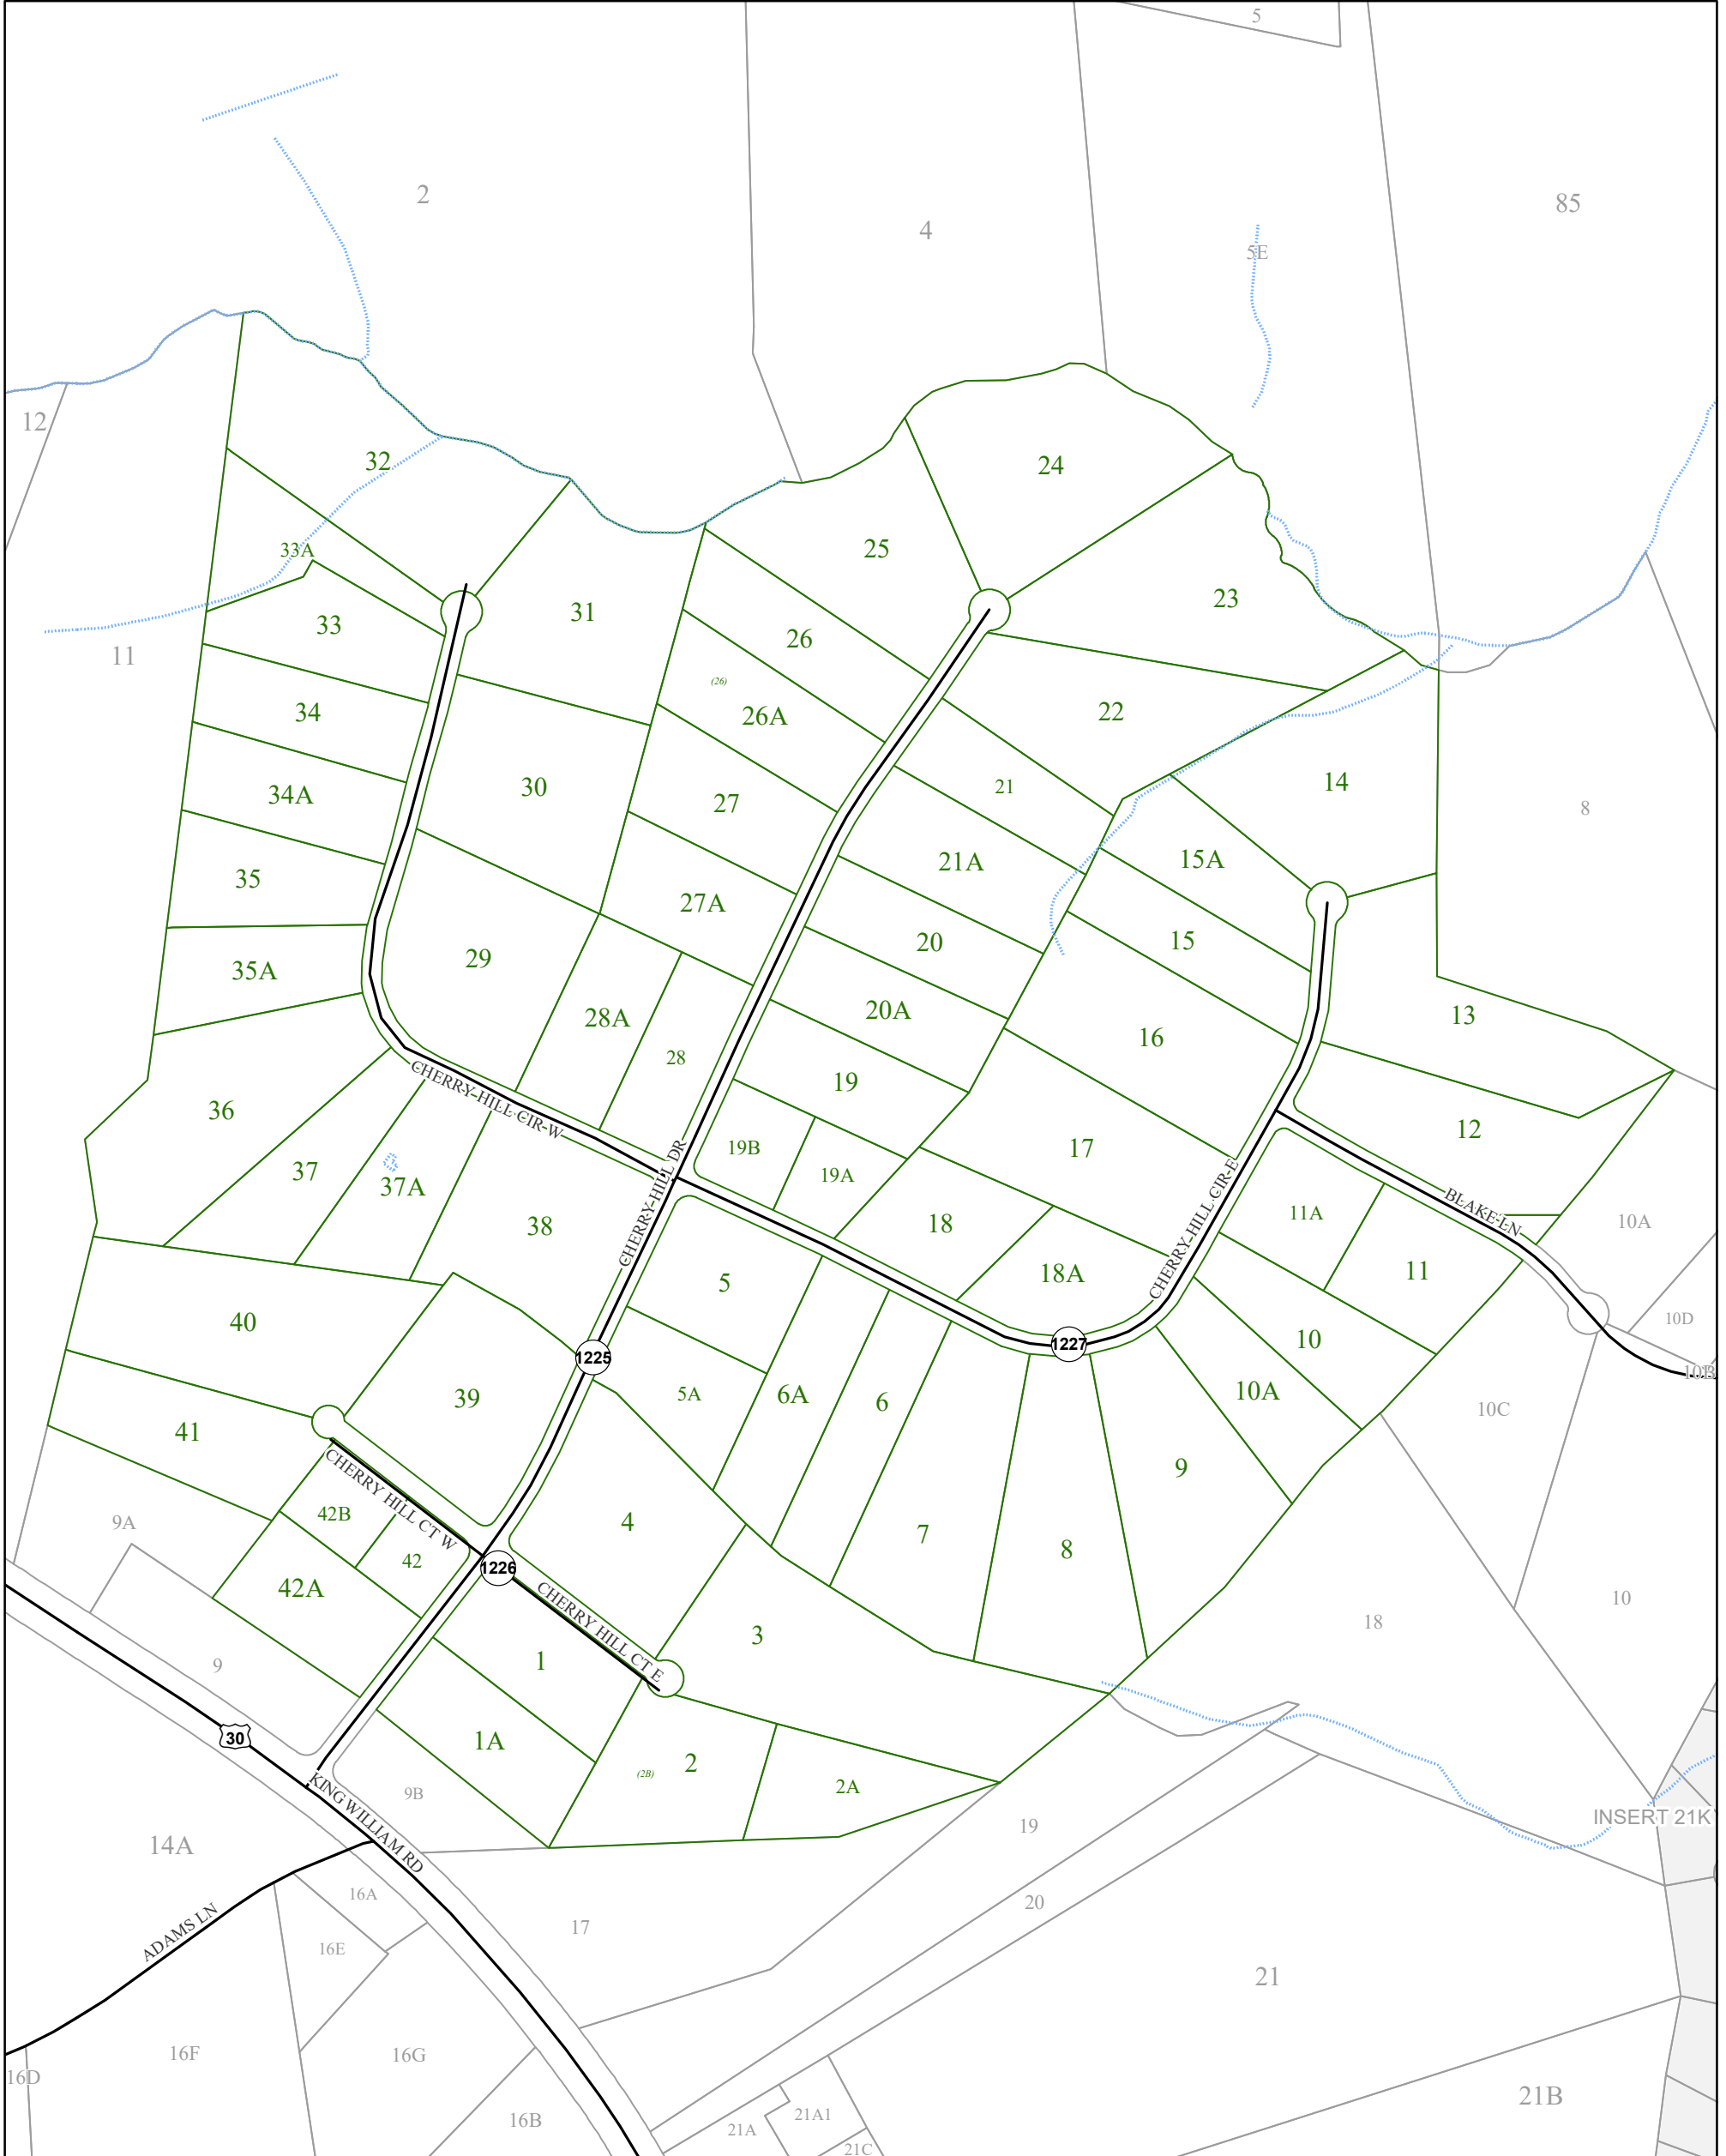 5
2
4
85
5E
12
32
24
25
33A
23
33
31
26
11
(26)
34
26A
22
14
30
21
34A
27
8
21A
15A
35
27A
20
15
29
35A
28A
20A
13
16
28
CHERRY HILL CIR W
19
36
12
17
19B
37
19A
37A
CHERRY HILL DR
CHERRY HILL CIR E
BLAKE LN
38
18
11A
10A
5
18A
11
40
10D
10
1227
1225
10B
39
5A
6A
6
10A
10C
41
9
CHERRY HILL CT W
42B
9A
4
7
8
42
1226
42A
CHERRY HILL CT E
10
18
3
1
9
30
1A
2
(2B)
2A
9B
KING WILLIAM RD
INSERT 21K
19
14A
16A
20
17
ADAMS LN
16E
21
16F
16G
16D
21B
21A1
16B
21A
21C